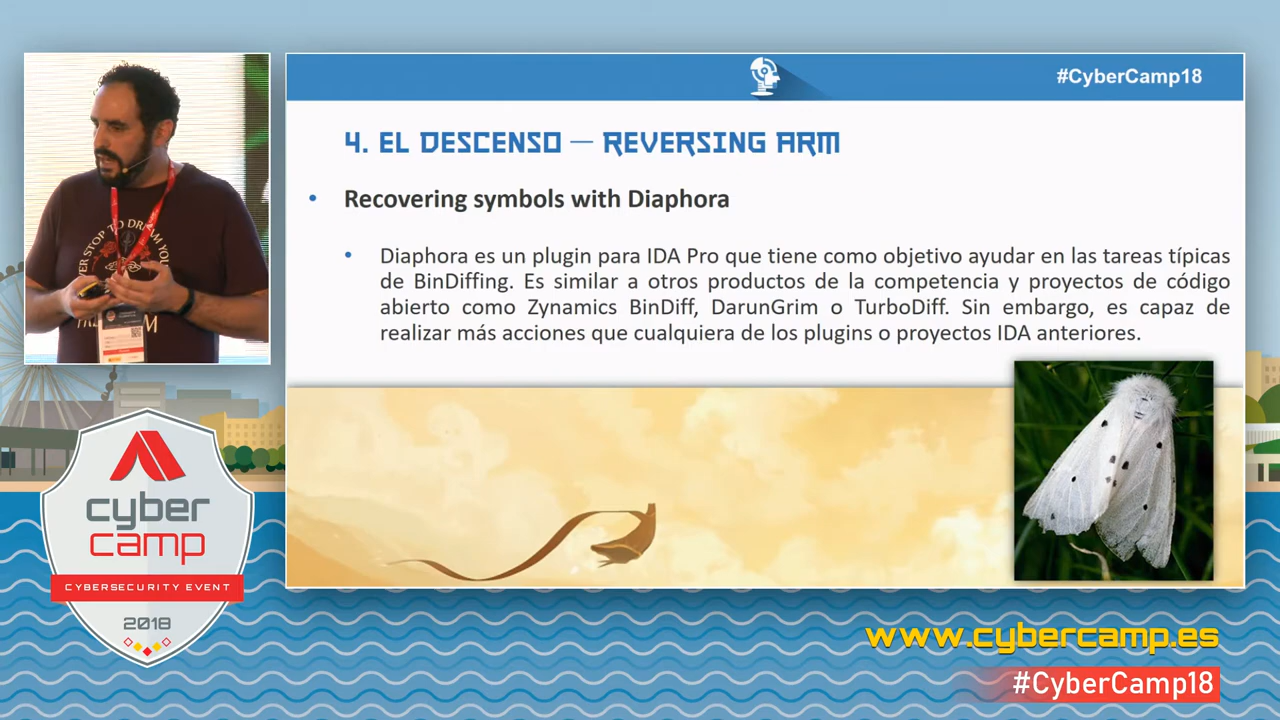 #CyberCamp18
4. EL DESCENSO — REVERSING ARM
• Recovering symbols with Diaphora
• Diaphora es un plugin para IDA Pro que tiene como objetivo ayudar en las tareas típicas
de BinDiffing. Es similar a otros productos de la competencia y proyectos de código
abierto como Zynamics BinDiff, DarunGrim o TurboDiff. Sin embargo, es capaz de
realizar más acciones que cualquiera de los plugins o proyectos IDA anteriores.
cyber
camp
CYBERSECURITY EVENT
2018
www.cybercamp.es
#CyberCamp18